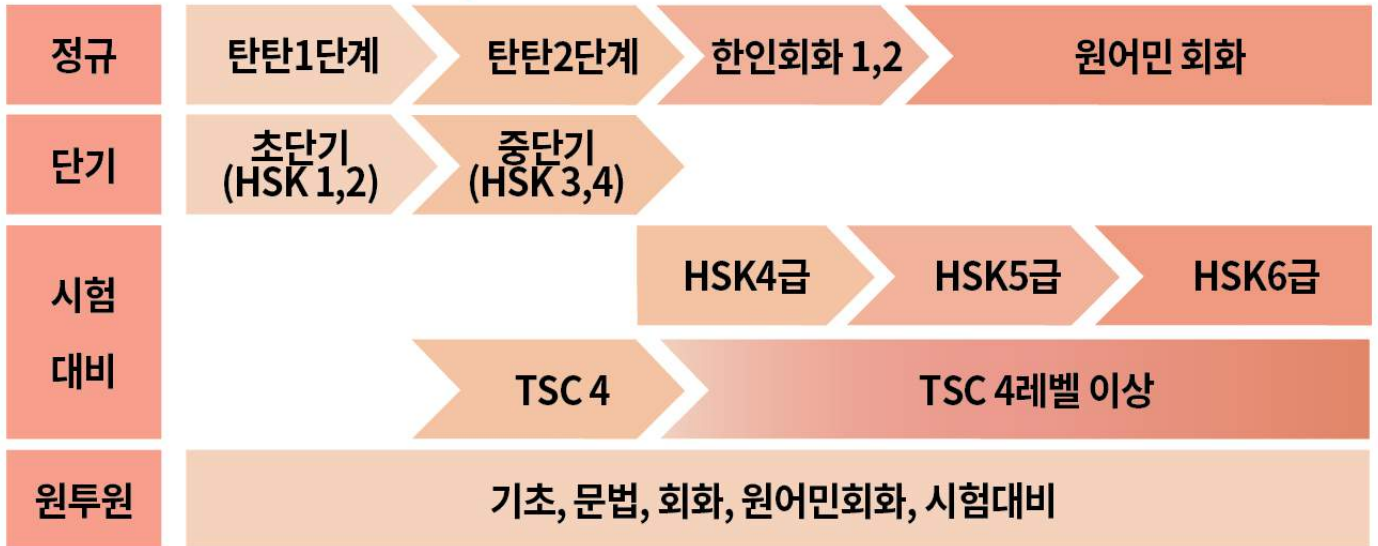 정규
탄탄1단계
탄탄2단계
한인회화 1,2
원어민 회화
단기
초단기
(HSK 1,2)
중단기
(HSK 3,4)
시험
대비
HSK4급
HSK5급
HSK6급
TSC 4
TSC 4레벨 이상
원투원
기초, 문법, 회화, 원어민회화, 시험대비